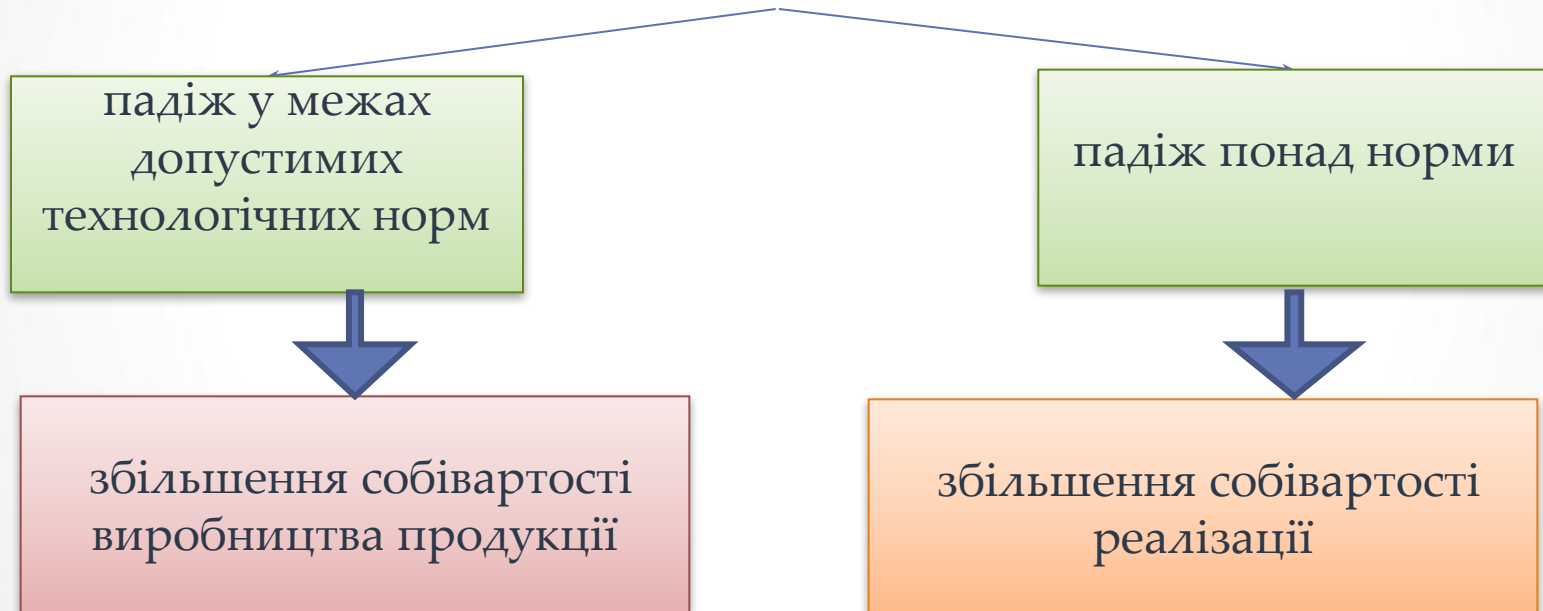 падіж у межах
допустимих
технологічних норм
падіж понад норми
збільшення собівартості
виробництва продукції
збільшення собівартості
реалізації